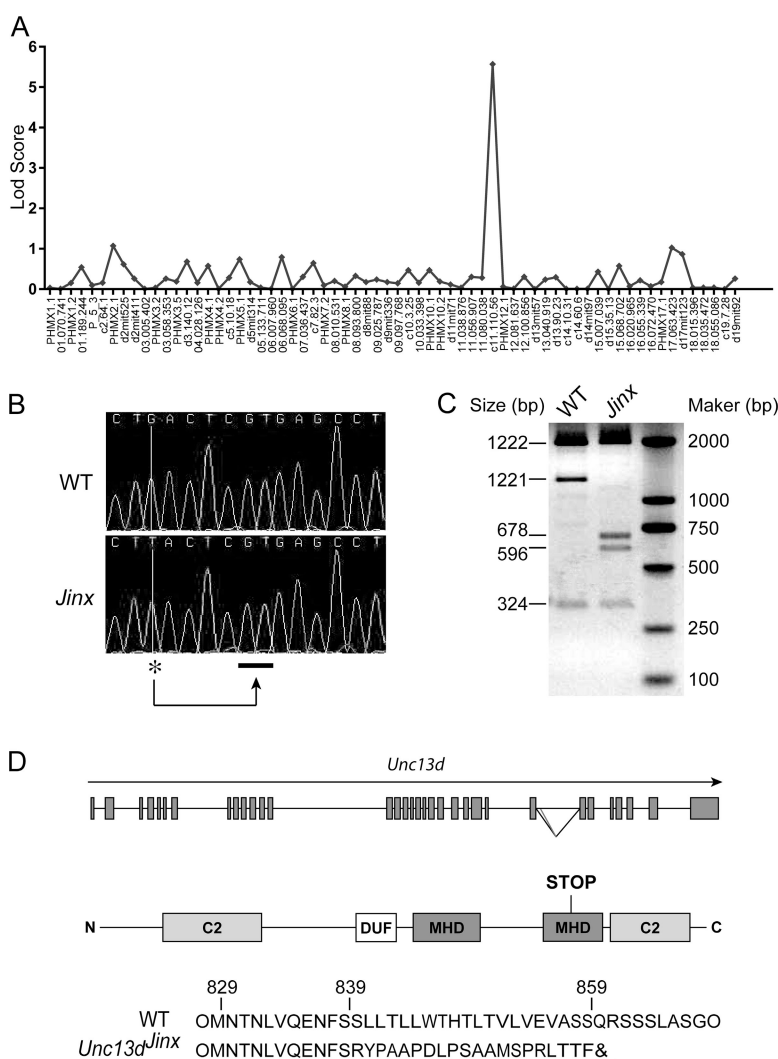 A
Lod Score
6
5
4
3
2
1
0
PHMX1.1
01.070.741
PHMX1.2
01.189.244
P_5_3
c2.64.1
PHMX2.1
d2mit525
d2mit411
03.005.402
PHMX3.2
03.058.353
PHMX3.5
d3.140.12
04.028.126
PHMX4.1
PHMX4.2
c5.10.18
PHMX5.1
d5mit314
05.133.711
06.007.960
06.068.095
PHMX6.1
07.036.437
c7.82.3
PHMX7.2
08.010.531
PHMX8.1
08.093.800
d8mit88
09.025.787
d9mit336
09.097.768
c10.3.25
10.033.398
PHMX10.1
PHMX10.2
d11mit71
11.038.876
11.056.907
11.080.038
c11.110.56
PHMX12.1
12.081.637
12.100.856
d13mit57
13.040.919
d13.90.23
c14.10.31
c14.60.6
d14mit97
15.007.039
d15.35.13
15.068.702
16.020.965
16.055.339
16.072.470
PHMX17.1
17.063.423
d17mit123
18.015.396
18.035.472
18.055.086
c19.7.28
d19mit92
B
WT
C T G A C T C G T G A G C C T
Jinx
C T T A C T C G T G A G C C T
*
C
Size (bp)
WT
Jinx
Maker (bp)
1222
1221
678
596
324
2000
1000
750
500
250
100
D
Unc13d
STOP
N
C2
DUF
MHD
MHD
C2
C
829 839 859
WT OMNTNLVQENFSSLLTLLWTHTLTVLVEVASSQRSSSLASGO
Unc13d Jinx OMNTNLVQENFSRYPAAPDLPSAAMSPRLTTF&